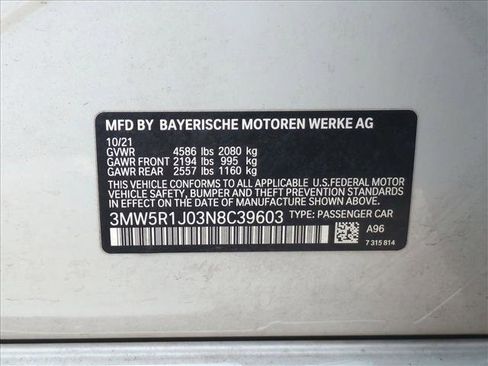 MFD BY BAYERISCHE MOTOREN WERKE AG
10/21
GVWR 4586 lbs 2080 kg
GAWR FRONT 2194 lbs 995 kg
GAWR REAR 2557 lbs 1160 kg
THIS VEHICLE CONFORMS TO ALL APPLICABLE U.S.FEDERAL MOTOR
VEHICLE SAFETY, BUMPER, AND THEFT PREVENTION STANDARDS
IN EFFECT ON THE DATE OF MANUFACTURE SHOWN ABOVE.
3MW5R1J03N8C39603 TYPE: PASSENGER CAR
A96
7 315 814